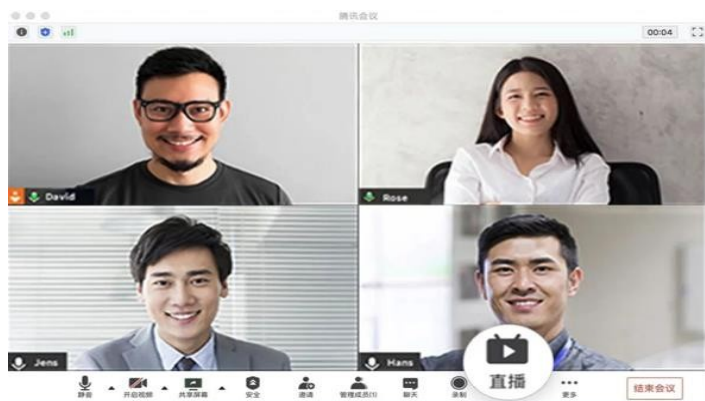 腾讯会议
00:04
David
Rose
Jens
Hans
直播
静音
开启视频
共享屏幕
安全
邀请
管理成员(1)
聊天
录制
更多
结束会议